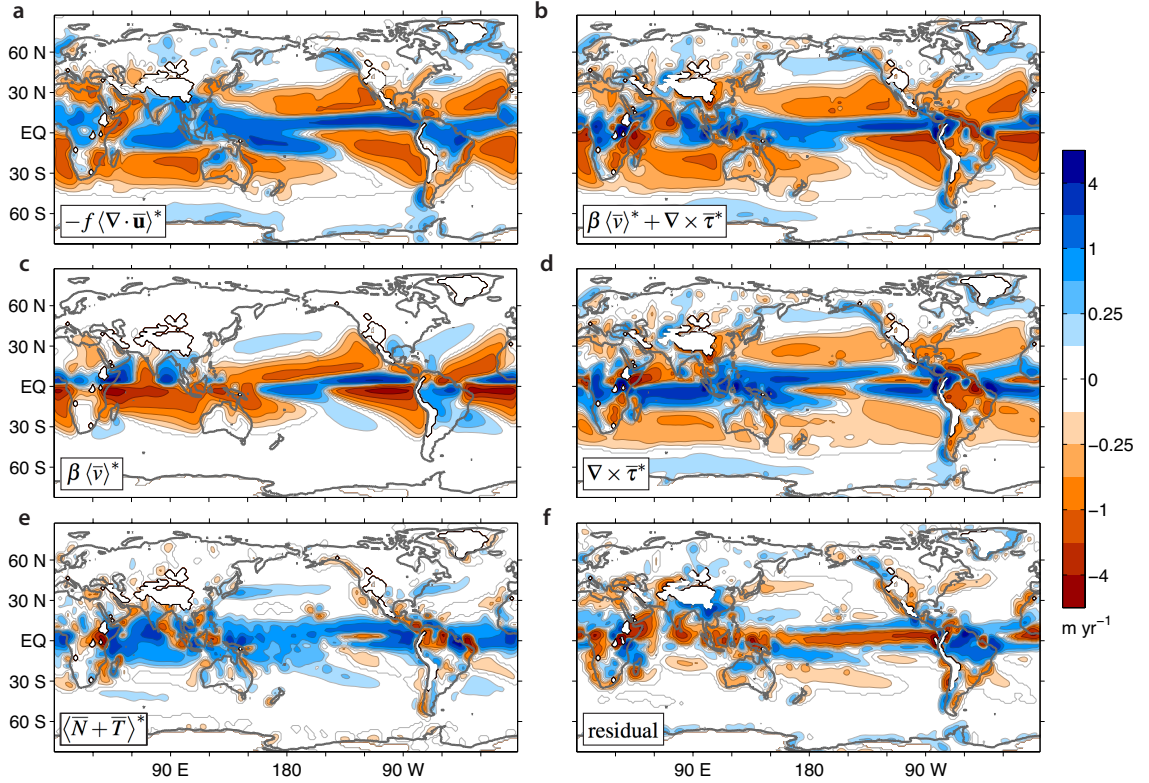 a
b
60 N
30 N
EQ
30 S
60 S
−f ⟨∇ · u̅⟩*
β ⟨v̅⟩* + ∇ × τ̅*
4
1
0.25
0
−0.25
−1
−4
m yr⁻¹
c
d
60 N
30 N
EQ
30 S
60 S
β ⟨v̅⟩*
∇ × τ̅*
e
f
60 N
30 N
EQ
30 S
60 S
⟨N̅ + T̅⟩*
residual
90 E 180 90 W
90 E 180 90 W